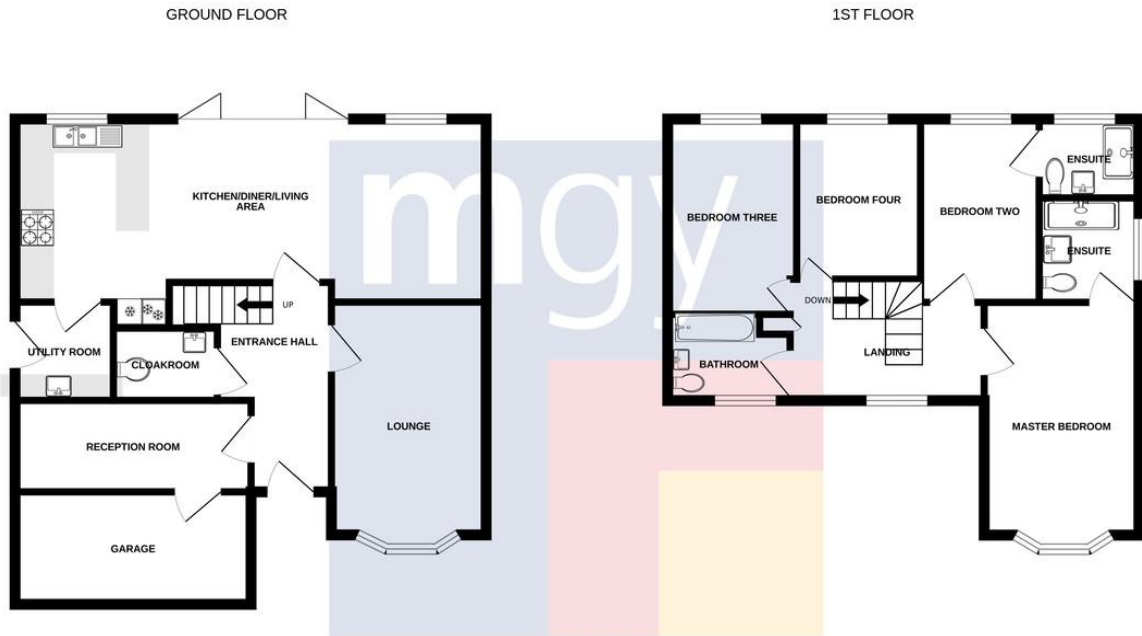 GROUND FLOOR
1ST FLOOR
KITCHEN/DINER/LIVING
AREA
UP
ENTRANCE HALL
UTILITY ROOM
CLOAKROOM
RECEPTION ROOM
LOUNGE
GARAGE
mgy
BEDROOM THREE
BEDROOM FOUR
BEDROOM TWO
ENSUITE
ENSUITE
DOWN
LANDING
BATHROOM
MASTER BEDROOM